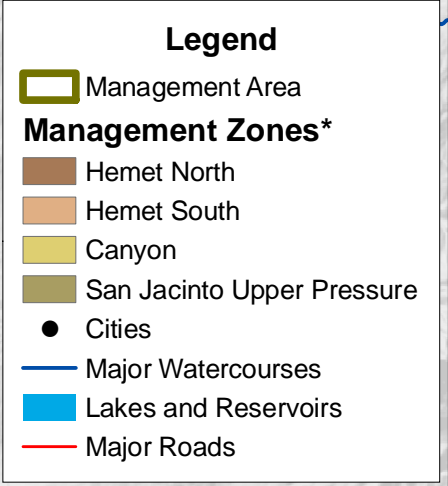 Legend
Management Area
Management Zones*
Hemet North
Hemet South
Canyon
San Jacinto Upper Pressure
Cities
Major Watercourses
Lakes and Reservoirs
Major Roads